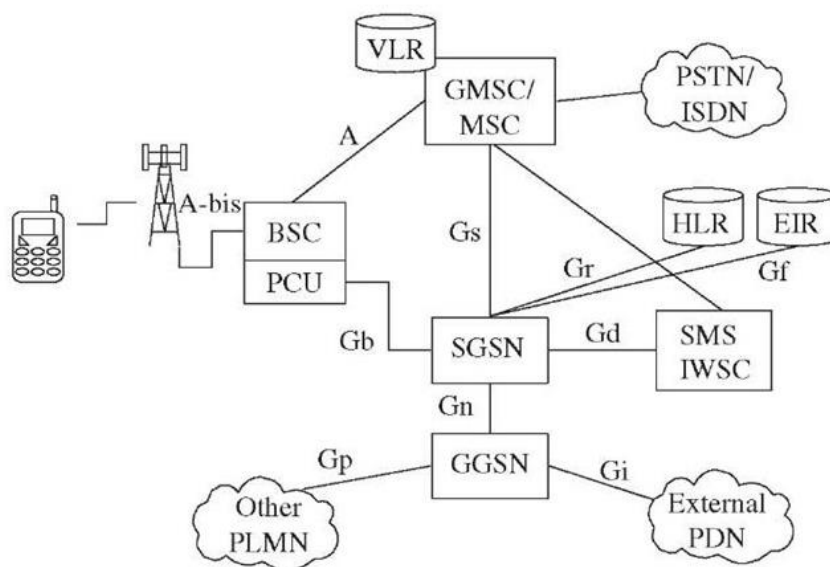 VLR
GMSC/
MSC
PSTN/
ISDN
A
A-bis
BSC
PCU
Gs
HLR
EIR
Gr
Gf
Gb
SGSN
Gd
SMS
IWSC
Gn
GGSN
Gp
Gi
Other
PLMN
External
PDN